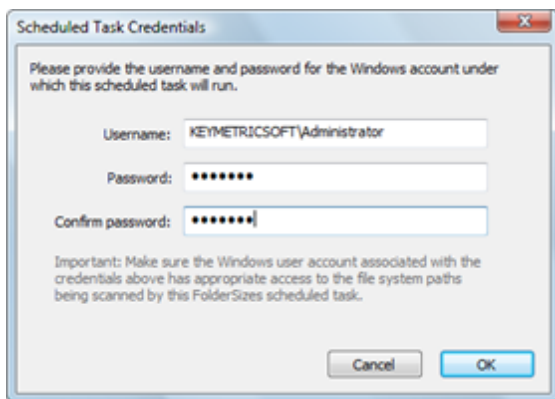 Scheduled Task Credentials
Please provide the username and password for the Windows account under
which this scheduled task will run.
Username: KEYMETRICSOFT\Administrator
Password: •••••••
Confirm password: •••••••
Important: Make sure the Windows user account associated with the
credentials above has appropriate access to the file system paths
being scanned by this FolderSizes scheduled task.
Cancel OK